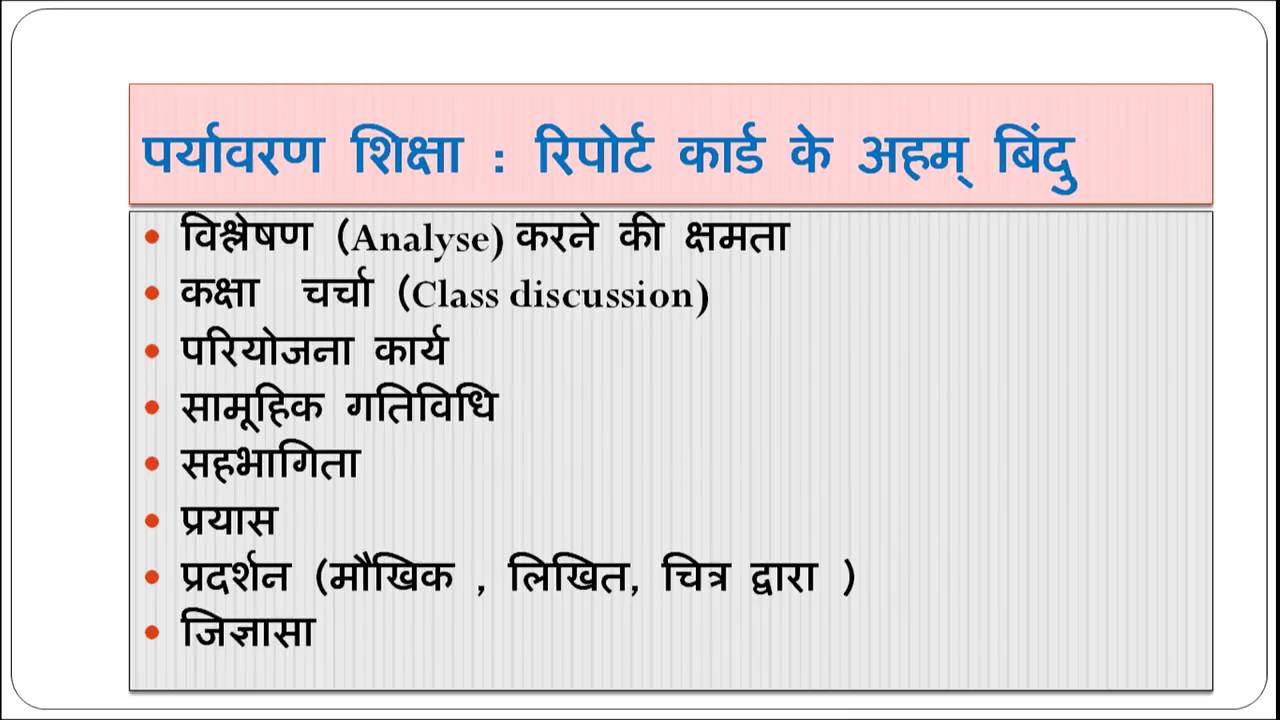 पर्यावरण शिक्षा : रिपोर्ट कार्ड के अहम् बिंदु
• विश्लेषण (Analyse) करने की क्षमता
• कक्षा चर्चा (Class discussion)
• परियोजना कार्य
• सामूहिक गतिविधि
• सहभागिता
• प्रयास
• प्रदर्शन (मौखिक , लिखित, चित्र द्वारा )
• जिज्ञासा